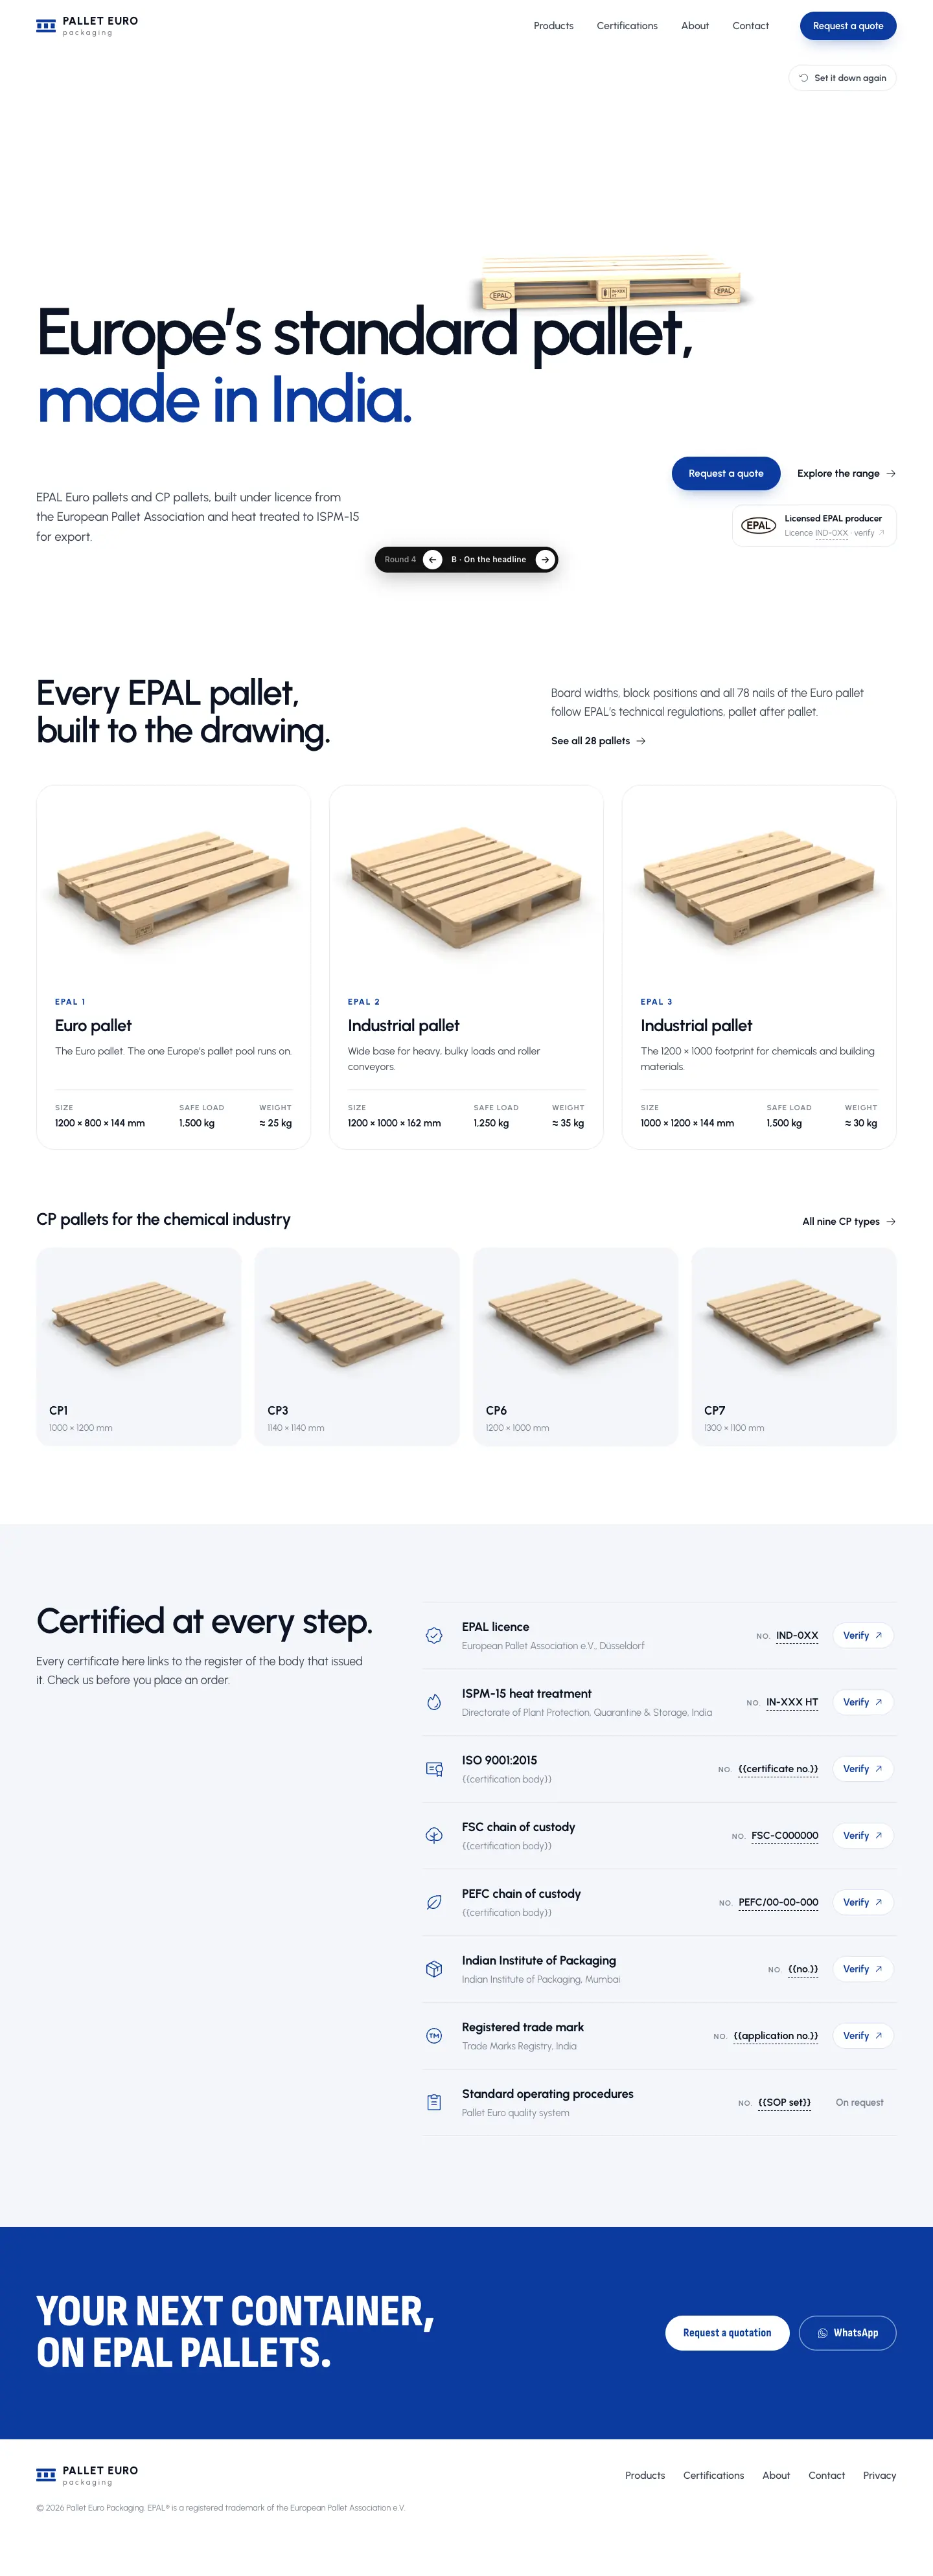 PALLET EURO
packaging
Products
Certifications
About
Contact
Request a quote
Set it down again
EPAL
IN-XXX
HT
EPAL
Europe’s standard pallet,
made in India.
Request a quote
Explore the range
EPAL Euro pallets and CP pallets, built under licence from
the European Pallet Association and heat treated to ISPM-15
for export.
EPAL
Licensed EPAL producer
Licence IND-0XX · verify
Round 4
B · On the headline
Every EPAL pallet,
built to the drawing.
Board widths, block positions and all 78 nails of the Euro pallet
follow EPAL’s technical regulations, pallet after pallet.
See all 28 pallets
EPAL 1
Euro pallet
The Euro pallet. The one Europe’s pallet pool runs on.
SIZE
SAFE LOAD
WEIGHT
1200 × 800 × 144 mm
1,500 kg
≈ 25 kg
EPAL 2
Industrial pallet
Wide base for heavy, bulky loads and roller
conveyors.
SIZE
SAFE LOAD
WEIGHT
1200 × 1000 × 162 mm
1,250 kg
≈ 35 kg
EPAL 3
Industrial pallet
The 1200 × 1000 footprint for chemicals and building
materials.
SIZE
SAFE LOAD
WEIGHT
1000 × 1200 × 144 mm
1,500 kg
≈ 30 kg
CP pallets for the chemical industry
All nine CP types
CP1
1000 × 1200 mm
CP3
1140 × 1140 mm
CP6
1200 × 1000 mm
CP7
1300 × 1100 mm
Certified at every step.
Every certificate here links to the register of the body that issued
it. Check us before you place an order.
EPAL licence
European Pallet Association e.V., Düsseldorf
NO. IND-0XX
Verify
ISPM-15 heat treatment
Directorate of Plant Protection, Quarantine & Storage, India
NO. IN-XXX HT
Verify
ISO 9001:2015
{{certification body}}
NO. {{certificate no.}}
Verify
FSC chain of custody
{{certification body}}
NO. FSC-C000000
Verify
PEFC chain of custody
{{certification body}}
NO. PEFC/00-00-000
Verify
Indian Institute of Packaging
Indian Institute of Packaging, Mumbai
NO. {{no.}}
Verify
TM
Registered trade mark
Trade Marks Registry, India
NO. {{application no.}}
Verify
Standard operating procedures
Pallet Euro quality system
NO. {{SOP set}}
On request
YOUR NEXT CONTAINER,
ON EPAL PALLETS.
Request a quotation
WhatsApp
PALLET EURO
packaging
Products
Certifications
About
Contact
Privacy
© 2026 Pallet Euro Packaging. EPAL® is a registered trademark of the European Pallet Association e.V.